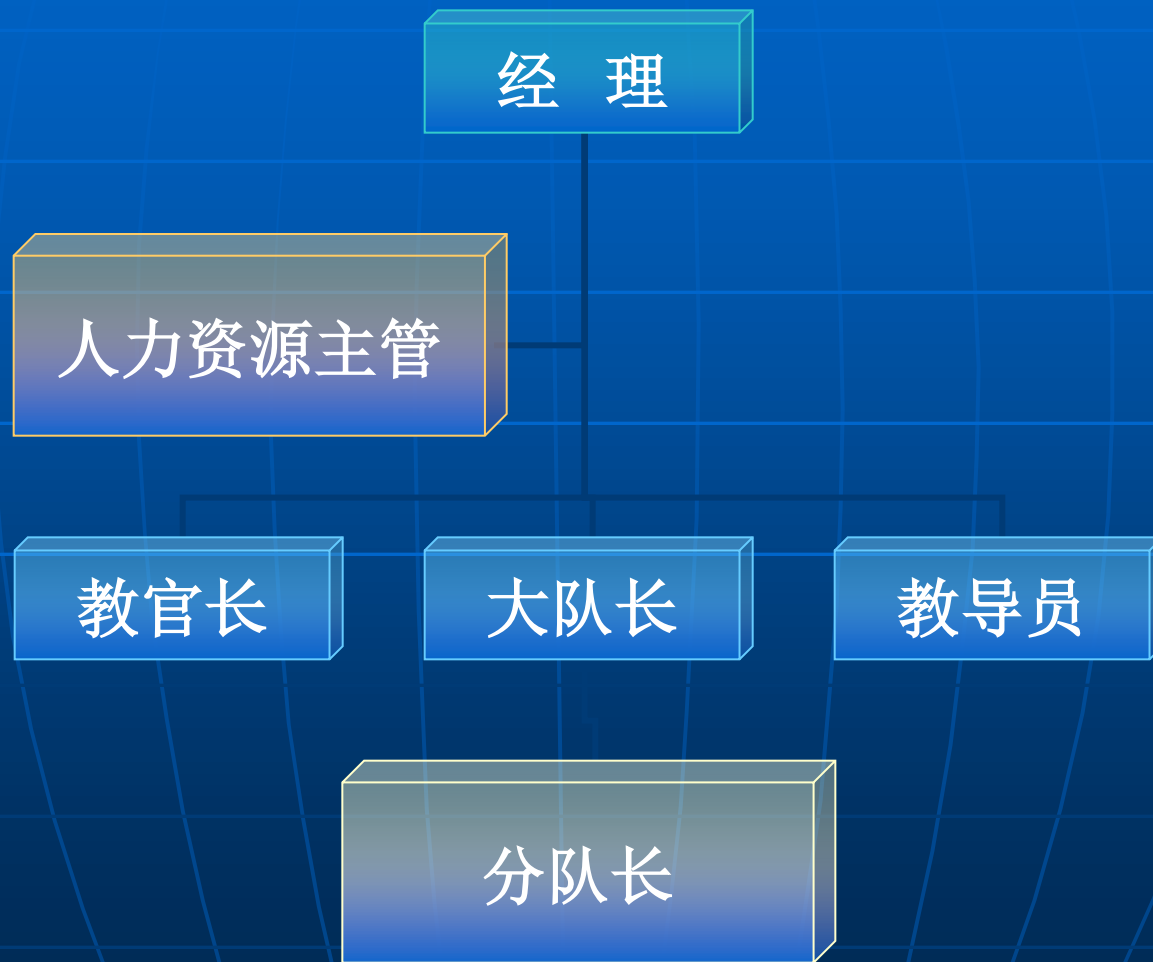 经 理
人力资源主管
教官长
大队长
教导员
分队长